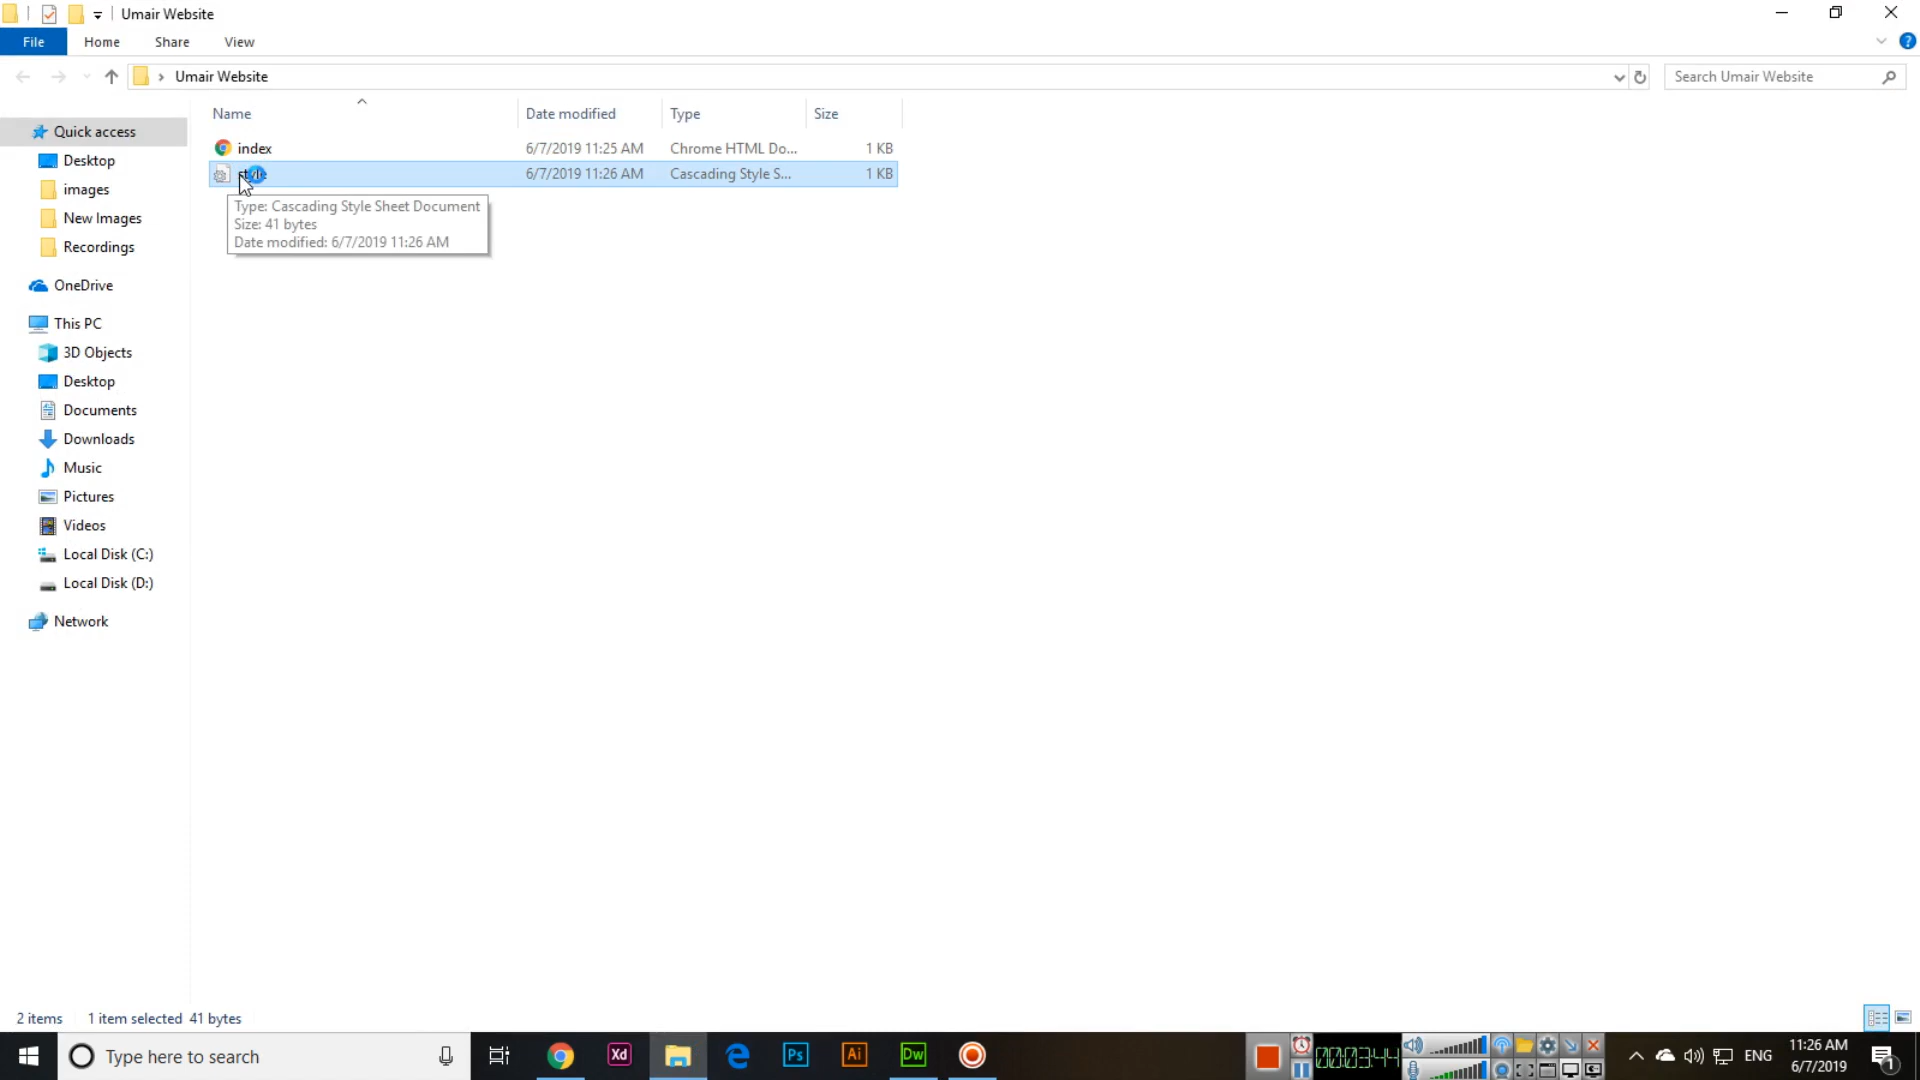 Umair Website
File Home Share View
Umair Website
Search Umair Website
Name Date modified Type Size
Quick access
index 6/7/2019 11:25 AM Chrome HTML Do... 1 KB
Desktop
style 6/7/2019 11:26 AM Cascading Style S... 1 KB
images
Type: Cascading Style Sheet Document
Size: 41 bytes
Date modified: 6/7/2019 11:26 AM
New Images
Recordings
OneDrive
This PC
3D Objects
Desktop
Documents
Downloads
Music
Pictures
Videos
Local Disk (C:)
Local Disk (D:)
Network
2 items 1 item selected 41 bytes
Type here to search
Xd
Ps
Ai
Dw
00:03:44
ENG
11:26 AM
6/7/2019
1